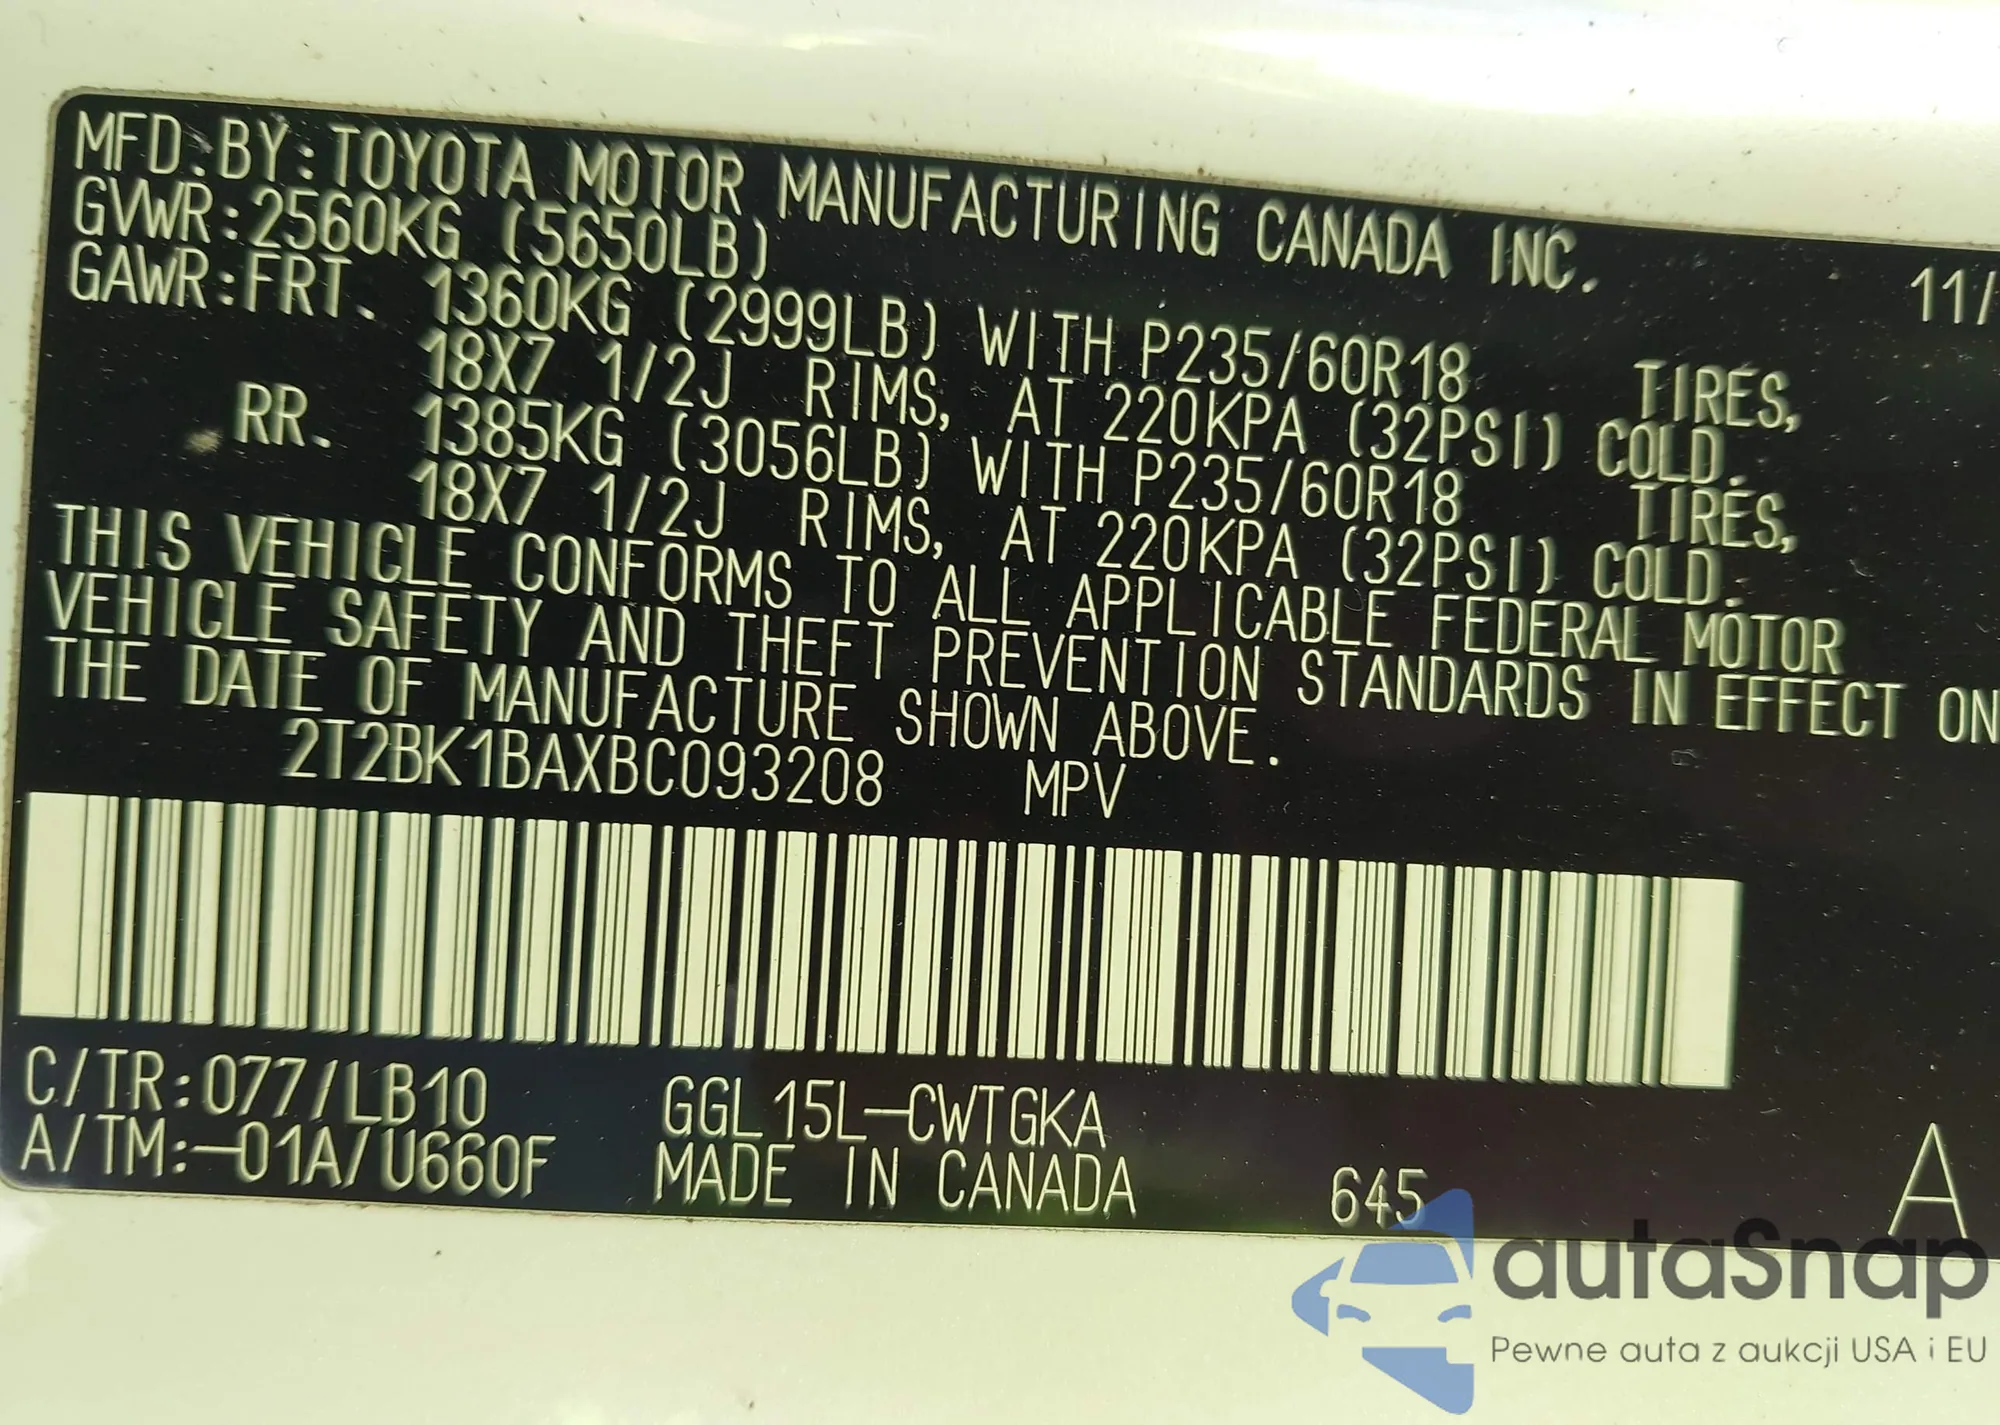 MFD.BY:TOYOTA MOTOR MANUFACTURING CANADA INC. 11/
GVWR:2560KG (5650LB)
GAWR:FRT. 1360KG (2999LB) WITH P235/60R18 TIRES,
18X7 1/2J RIMS, AT 220KPA (32PSI) COLD.
RR. 1385KG (3056LB) WITH P235/60R18 TIRES,
18X7 1/2J RIMS, AT 220KPA (32PSI) COLD.
THIS VEHICLE CONFORMS TO ALL APPLICABLE FEDERAL MOTOR
VEHICLE SAFETY AND THEFT PREVENTION STANDARDS IN EFFECT ON
THE DATE OF MANUFACTURE SHOWN ABOVE.
2T2BK1BAXBC093208 MPV
C/TR:077/LB10 GGL15L-CWTGKA
A/TM:-01A/U660F MADE IN CANADA 645 A
autaSnap
Pewne auta z aukcji USA i EU